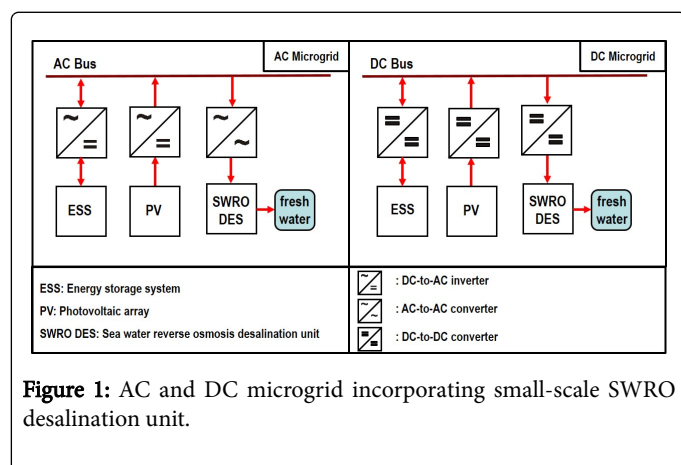 AC Bus
AC Microgrid
~
=
~
=
~
~
ESS
PV
SWRO
DES
fresh
water
DC Bus
DC Microgrid
=
=
=
=
=
=
ESS
PV
SWRO
DES
fresh
water
ESS: Energy storage system
PV: Photovoltaic array
SWRO DES: Sea water reverse osmosis desalination unit
~
=
: DC-to-AC inverter
~
~
: AC-to-AC converter
=
=
: DC-to-DC converter
Figure 1: AC and DC microgrid incorporating small-scale SWRO
desalination unit.